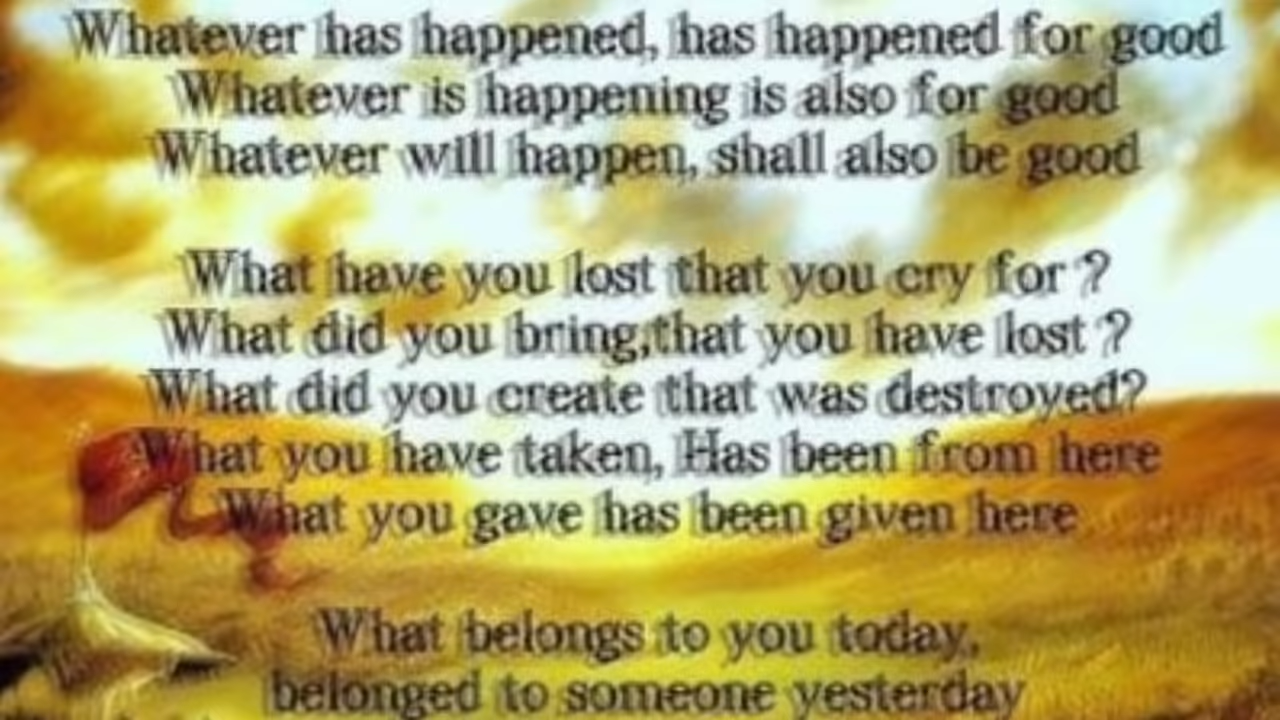 Whatever has happened, has happened for good
Whatever is happening is also for good
Whatever will happen, shall also be good
What have you lost that you cry for ?
What did you bring,that you have lost ?
What did you create that was destroyed?
What you have taken, Has been from here
What you gave has been given here
What belongs to you today,
belonged to someone yesterday